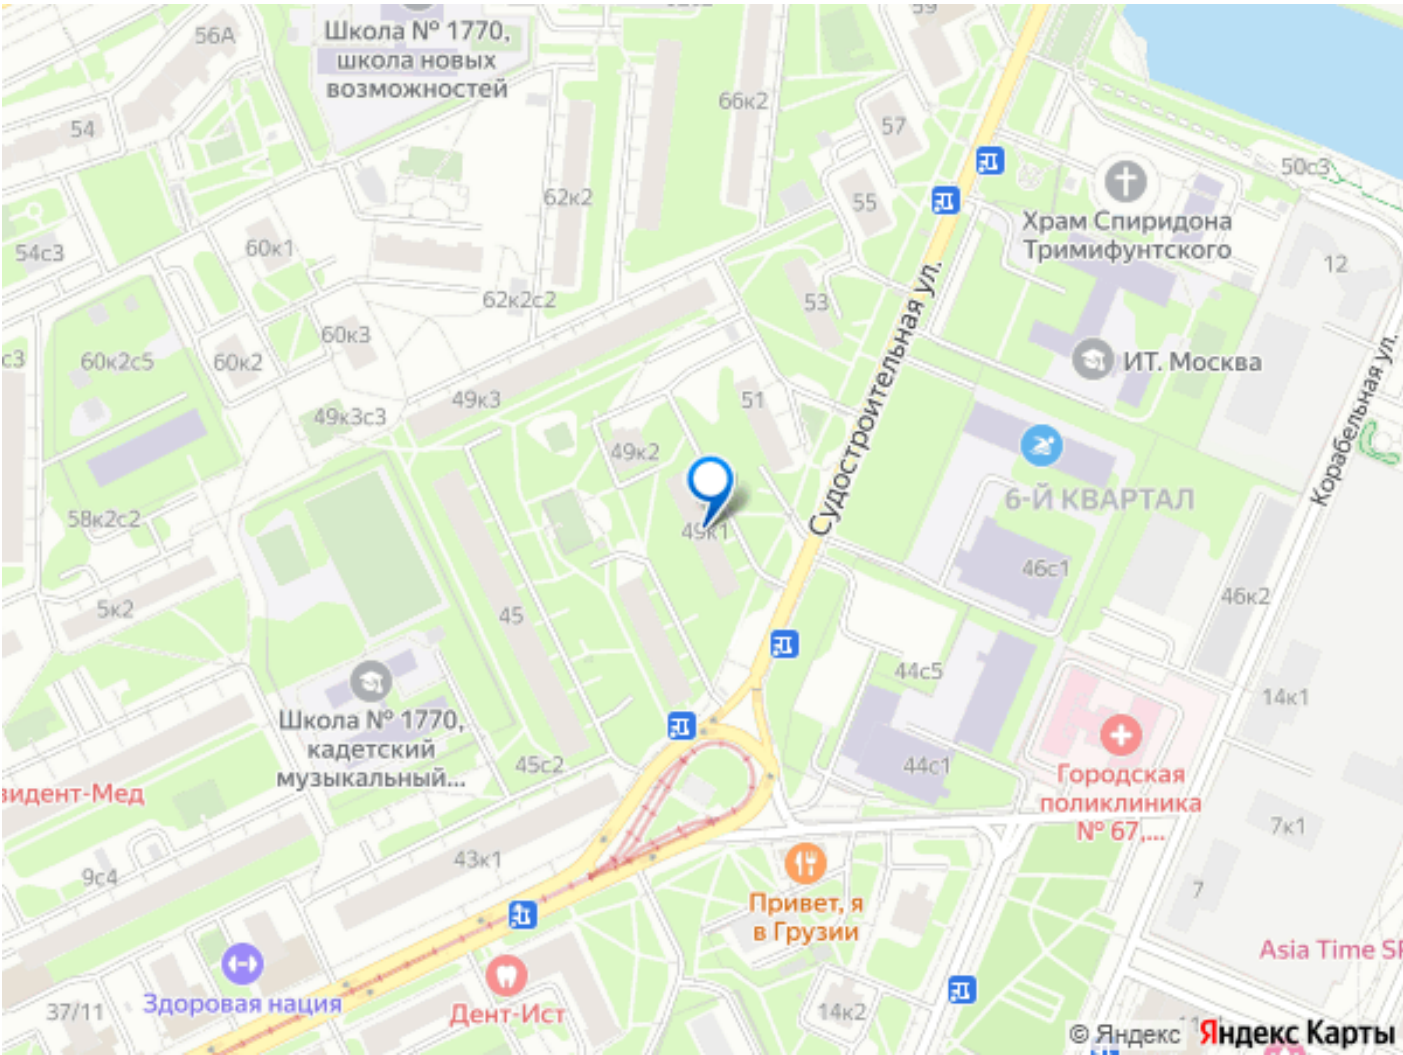 59
56А
Школа № 1770,
школа новых
возможностей
66к2
54
57
50с3
62к2
55
Храм Спиридона
Тримифунтского
60к1
54с3
12
62к2с2
53
60к3
с3
60к2с5
60к2
ИТ. Москва
Судостроительная ул.
Корабельная ул.
49к3
51
49к3с3
49к2
6-Й КВАРТАЛ
58к2с2
49к1
46с1
5к2
45
46к2
44с5
14к1
Школа № 1770,
кадетский
музыкальный...
45с2
44с1
Городская
поликлиника
№ 67,...
зидент-Мед
7к1
43к1
9с4
7
Привет, я
в Грузии
Asia Time SP
Здоровая нация
37/11
Дент-Ист
14к2
© Яндекс Яндекс Карты